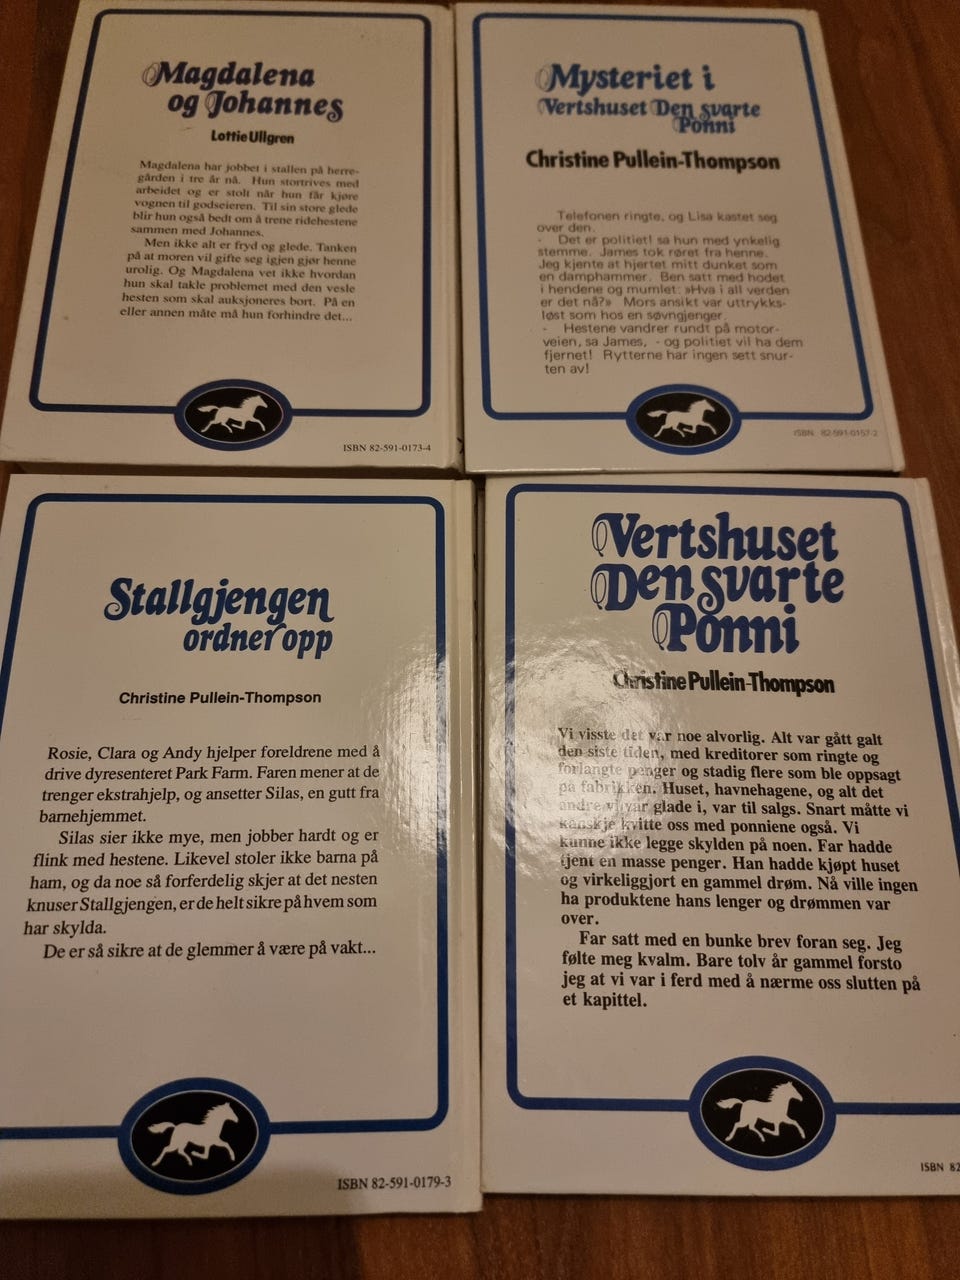 Magdalena
og Johannes
Lottie Ullgren
Magdalena har jobbet i stallen på herre-
gården i tre år nå. Hun stortrives med
arbeidet og er stolt når hun får kjøre
vognen til godseieren. Til sin store glede
blir hun også bedt om å trene ridehestene
sammen med Johannes.
Men ikke alt er fryd og glede. Tanken
på at moren vil gifte seg igjen gjør henne
urolig. Og Magdalena vet ikke hvordan
hun skal takle problemet med den vesle
hesten som skal auksjoneres bort. På en
eller annen måte må hun forhindre det...
ISBN 82-591-0173-4
Mysteriet i
Vertshuset Den svarte
Ponni
Christine Pullein-Thompson
Telefonen ringte, og Lisa kastet seg
over den.
- Det er politiet! sa hun med ynkelig
stemme. James tok røret fra henne.
Jeg kjente at hjertet mitt dunket som
en damphammer. Ben satt med hodet
i hendene og mumlet: »Hva i all verden
er det nå?» Mors ansikt var uttrykks-
løst som hos en søvngjenger.
- Hestene vandrer rundt på motor-
veien, sa James, - og politiet vil ha dem
fjernet! Rytterne har ingen sett snur-
ten av!
ISBN 82-591-0157-2
Stallgjengen
ordner opp
Christine Pullein-Thompson
Rosie, Clara og Andy hjelper foreldrene med å
drive dyresenteret Park Farm. Faren mener at de
trenger ekstrahjelp, og ansetter Silas, en gutt fra
barnehjemmet.
Silas sier ikke mye, men jobber hardt og er
flink med hestene. Likevel stoler ikke barna på
ham, og da noe så forferdelig skjer at det nesten
knuser Stallgjengen, er de helt sikre på hvem som
har skylda.
De er så sikre at de glemmer å være på vakt...
ISBN 82-591-0179-3
Vertshuset
Den svarte
Ponni
Christine Pullein-Thompson
Vi visste det var noe alvorlig. Alt var gått galt
den siste tiden, med kreditorer som ringte og
forlangte penger og stadig flere som ble oppsagt
på fabrikken. Huset, havnehagene, og alt det
andre vi var glade i, var til salgs. Snart måtte vi
kanskje kvitte oss med ponniene også. Vi
kunne ikke legge skylden på noen. Far hadde
tjent en masse penger. Han hadde kjøpt huset
og virkeliggjort en gammel drøm. Nå ville ingen
ha produktene hans lenger og drømmen var
over.
Far satt med en bunke brev foran seg. Jeg
følte meg kvalm. Bare tolv år gammel forsto
jeg at vi var i ferd med å nærme oss slutten på
et kapittel.
ISBN 82